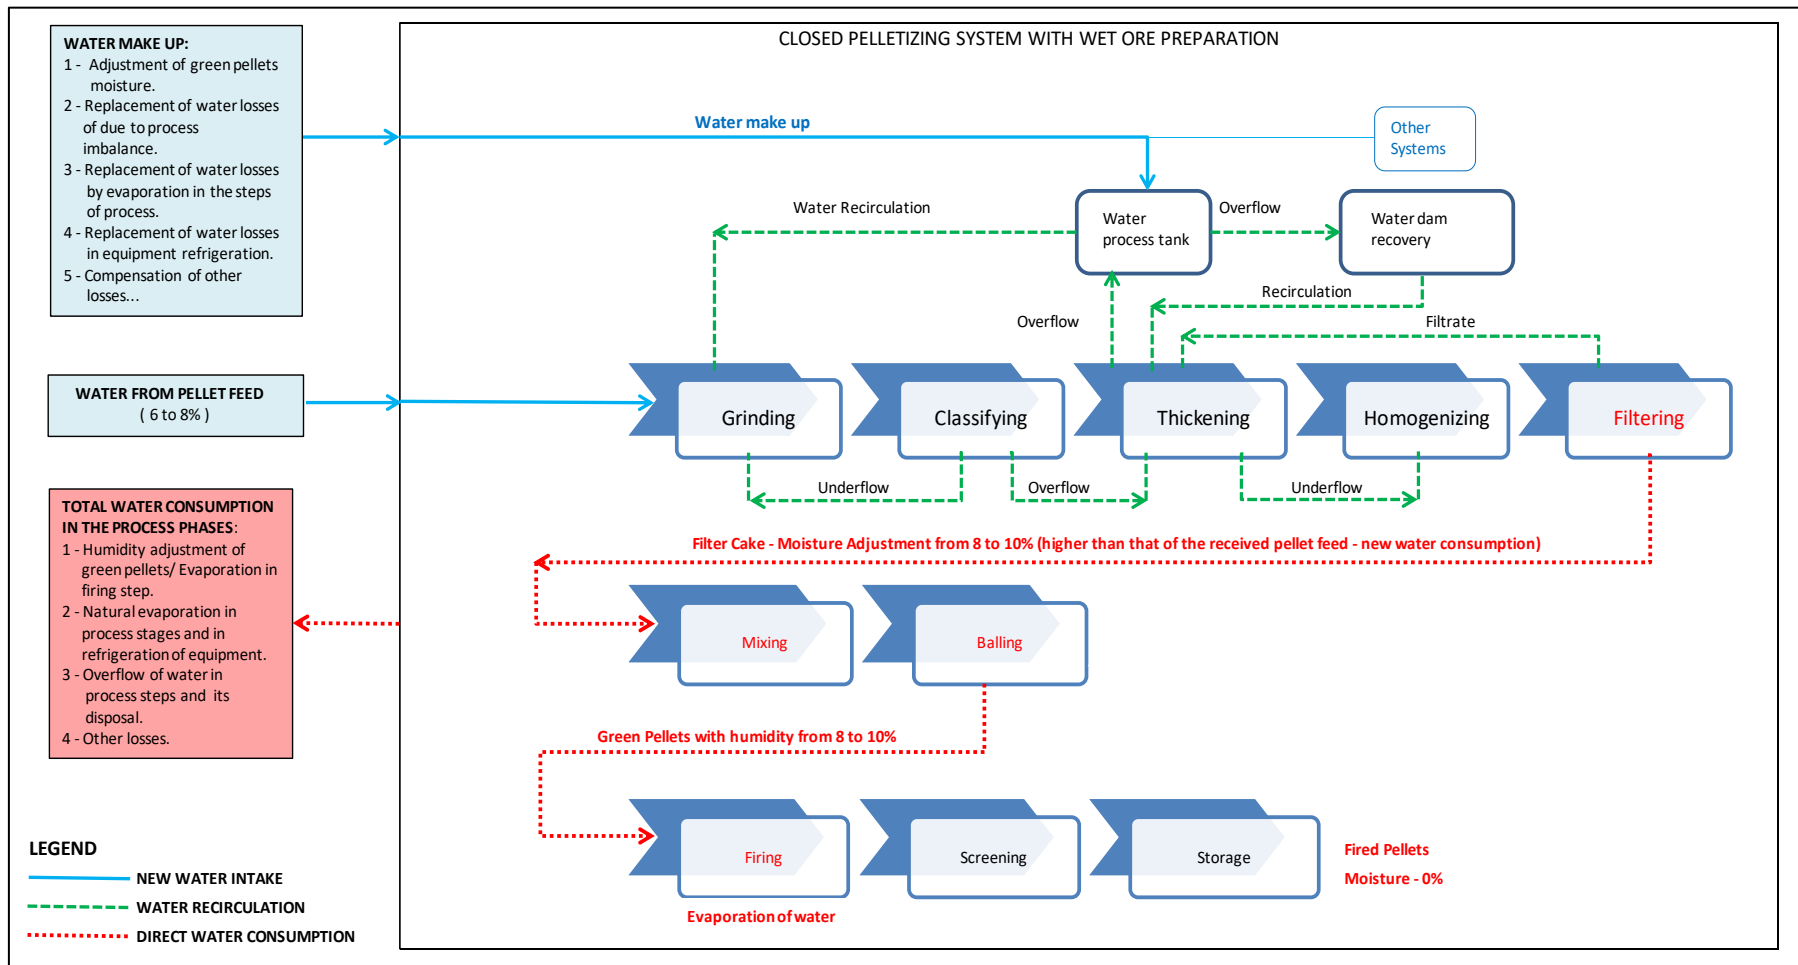 CLOSED PELLETIZING SYSTEM WITH WET ORE PREPARATION
WATER MAKE UP:
1 - Adjustment of green pellets
moisture.
2 - Replacement of water losses
of due to process
imbalance.
3 - Replacement of water losses
by evaporation in the steps
of process.
4 - Replacement of water losses
in equipment refrigeration.
5 - Compensation of other
losses...
Water make up
Other
Systems
Water Recirculation
Water
process tank
Overflow
Water dam
recovery
Recirculation
Overflow
Filtrate
WATER FROM PELLET FEED
( 6 to 8% )
Grinding
Classifying
Thickening
Homogenizing
Filtering
Underflow
Overflow
Underflow
TOTAL WATER CONSUMPTION
IN THE PROCESS PHASES:
1 - Humidity adjustment of
green pellets/ Evaporation in
firing step.
2 - Natural evaporation in
process stages and in
refrigeration of equipment.
3 - Overflow of water in
process steps and its
disposal.
4 - Other losses.
Filter Cake - Moisture Adjustment from 8 to 10% (higher than that of the received pellet feed - new water consumption)
Mixing
Balling
Green Pellets with humidity from 8 to 10%
Firing
Screening
Storage
Fired Pellets
Moisture - 0%
Evaporation of water
LEGEND
NEW WATER INTAKE
WATER RECIRCULATION
DIRECT WATER CONSUMPTION